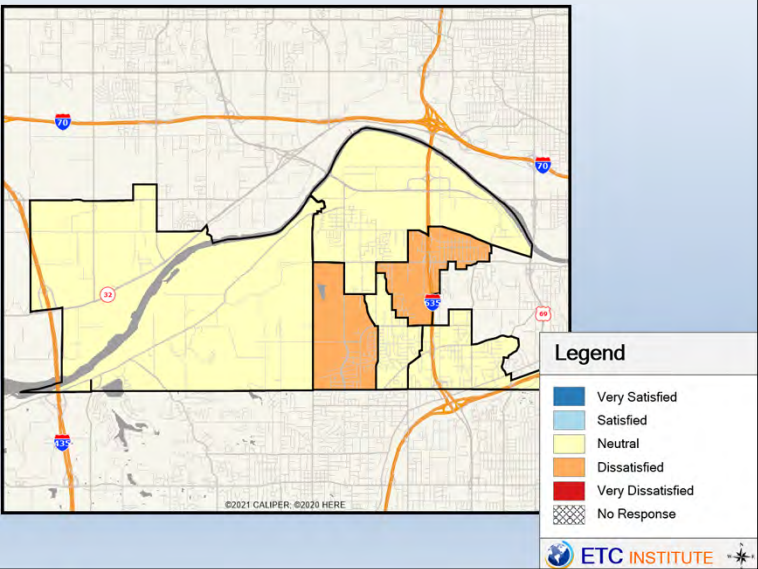 70
70
32
635
69
435
©2021 CALIPER; ©2020 HERE
Legend
Very Satisfied
Satisfied
Neutral
Dissatisfied
Very Dissatisfied
No Response
ETC INSTITUTE